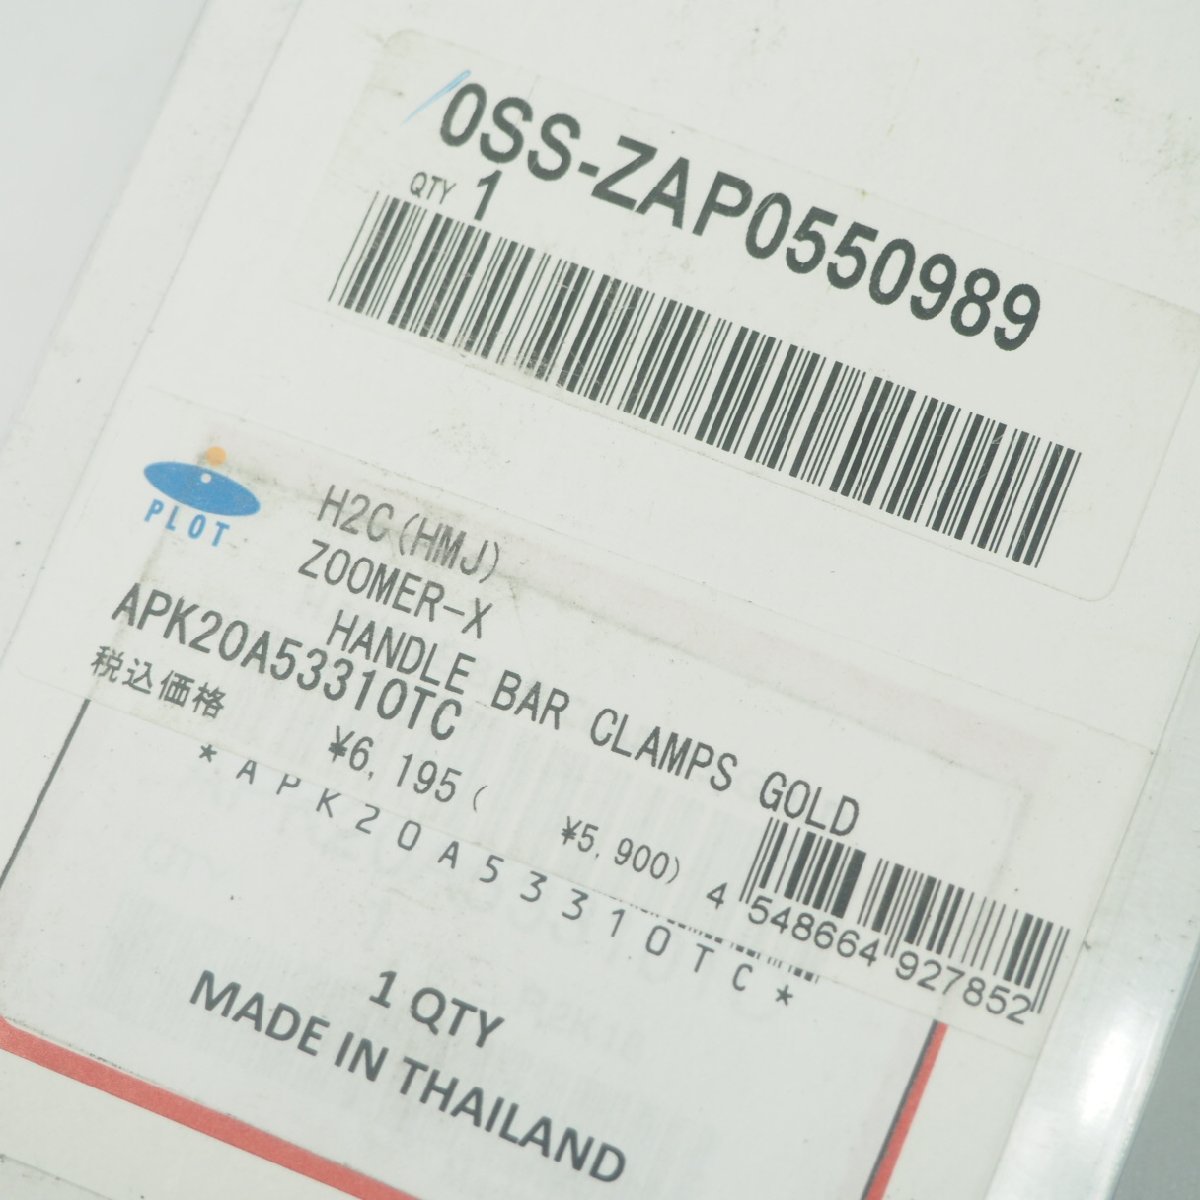 0SS-ZAP0550989
QTY 1
PLOT
H2C(HMJ)
ZOOMER-X
HANDLE BAR CLAMPS GOLD
APK20A53310TC
税込価格 ¥6,195( ¥5,900)
4 548664 927852
*APK20A53310TC*
1 QTY
MADE IN THAILAND